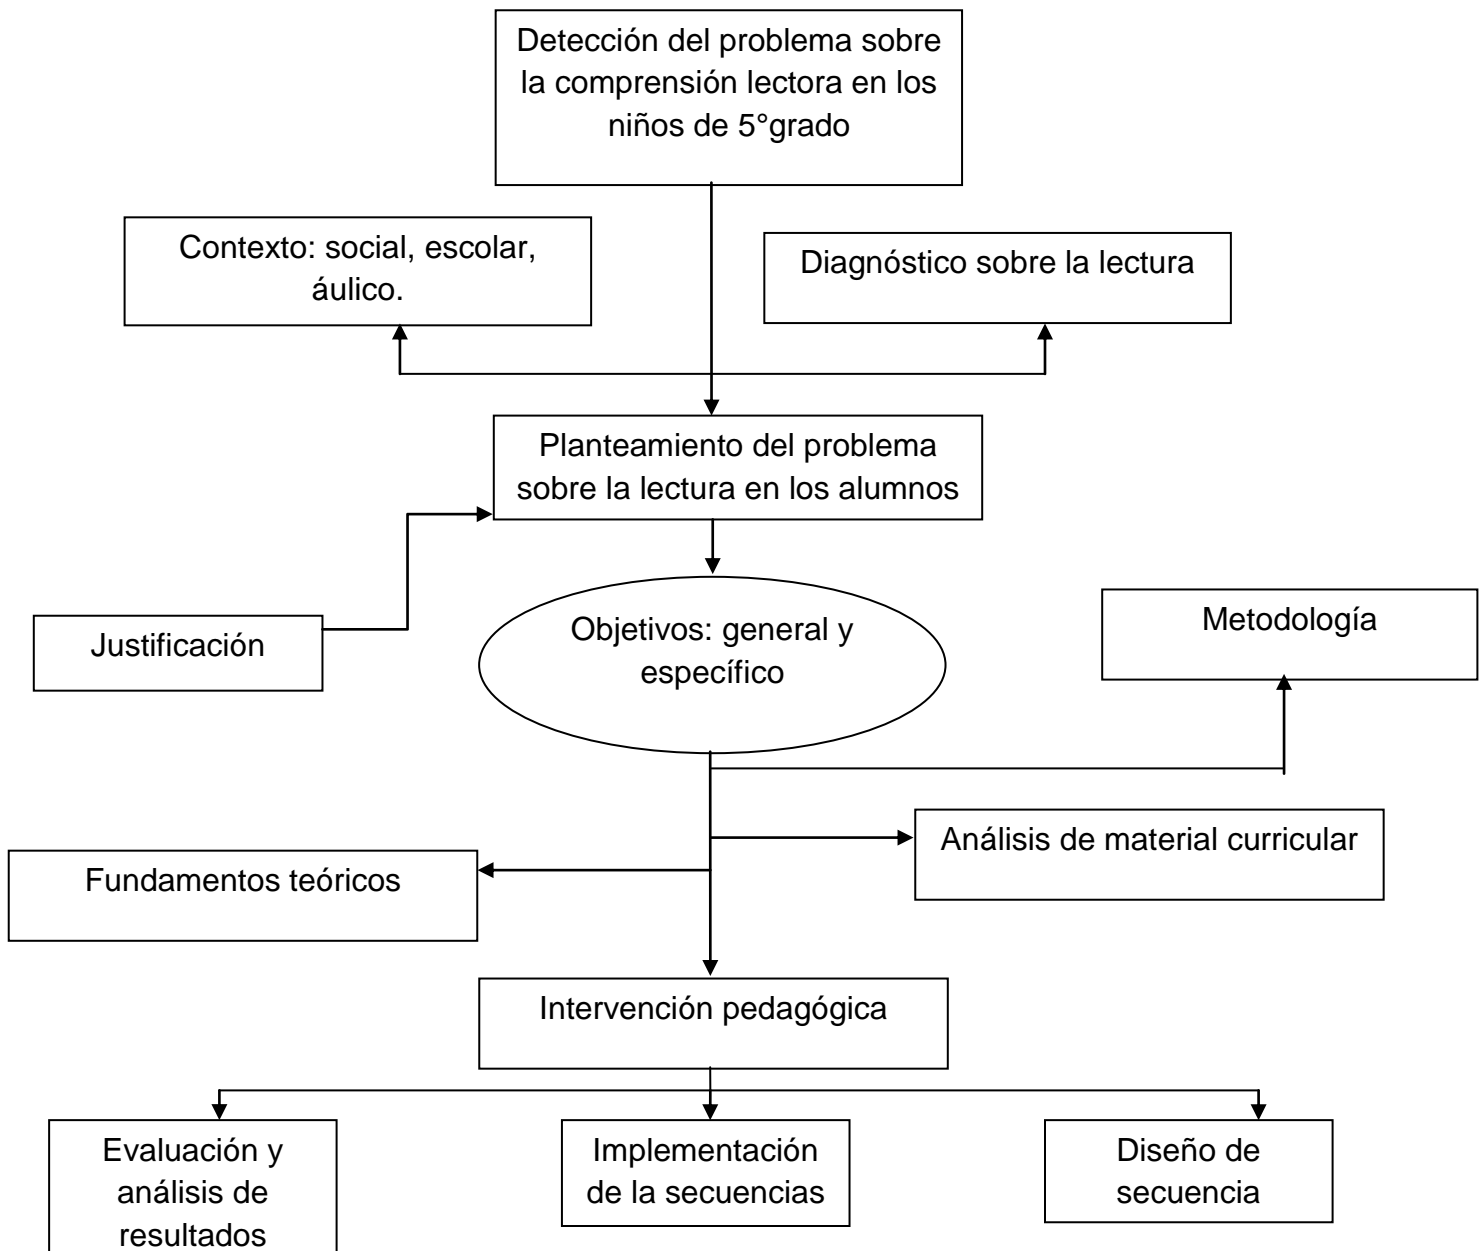 Detección del problema sobre
la comprensión lectora en los
niños de 5°grado
Contexto: social, escolar,
áulico.
Diagnóstico sobre la lectura
Planteamiento del problema
sobre la lectura en los alumnos
Justificación
Objetivos: general y
específico
Metodología
Análisis de material curricular
Fundamentos teóricos
Intervención pedagógica
Evaluación y
análisis de
resultados
Implementación
de la secuencias
Diseño de
secuencia